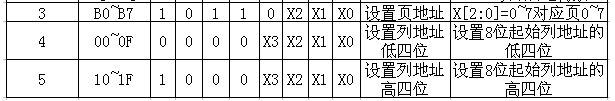 3 B0~B7 1 0 1 1 0 X2 X1 X0 设置页地址 X[2:0]=0~7对应页0~7
4 00~0F 0 0 0 0 X3 X2 X1 X0 设置列地址低四位 设置8位起始列地址的低四位
5 10~1F 1 0 0 0 X3 X2 X1 X0 设置列地址高四位 设置8位起始列地址的高四位